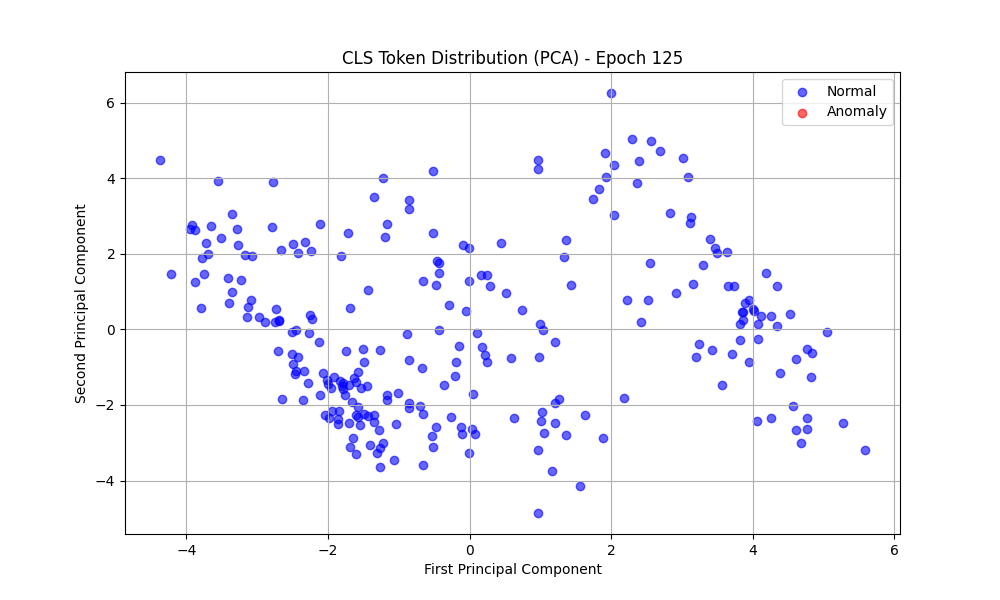 CLS Token Distribution (PCA) - Epoch 125
Normal
Anomaly
Second Principal Component
6
4
2
0
−2
−4
−4
−2
0
2
4
6
First Principal Component